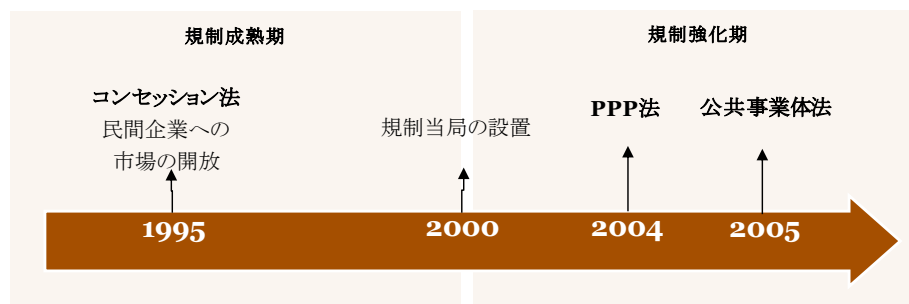 規制成熟期
規制強化期
コンセッション法
民間企業への
市場の開放
規制当局の設置
PPP法
公共事業体法
1995
2000
2004
2005